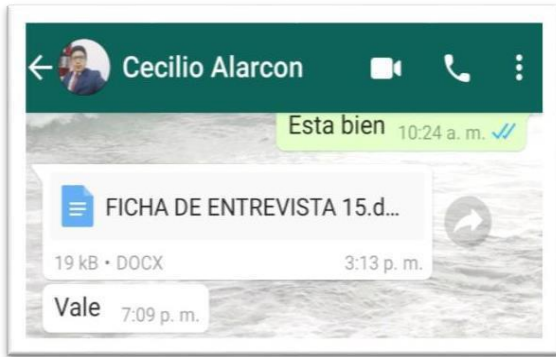 Cecilio Alarcon
Esta bien 10:24 a. m.
FICHA DE ENTREVISTA 15.d...
19 kB • DOCX 3:13 p. m.
Vale 7:09 p. m.